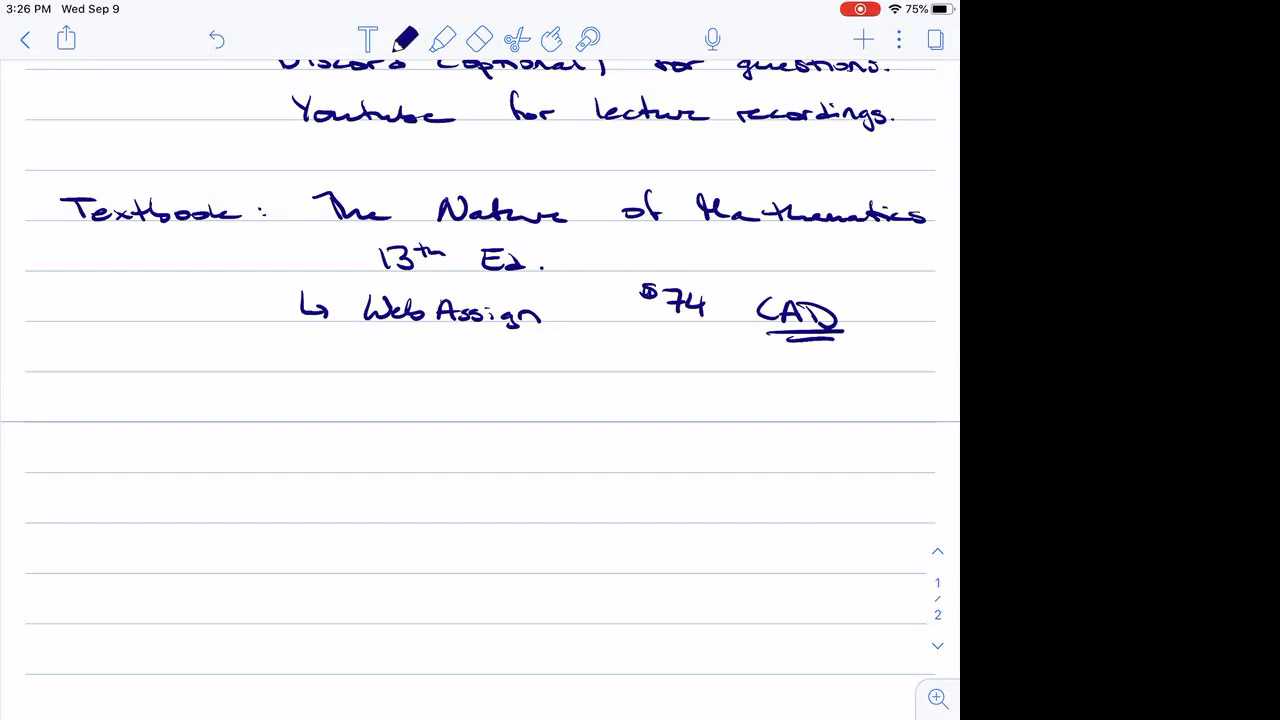 3:26 PM Wed Sep 9
75%
Discord (optional) for questions.
Youtube for lecture recordings.
Textbook: The Nature of Mathematics
13th Ed.
↳ WebAssign $74 CAD
1
/
2